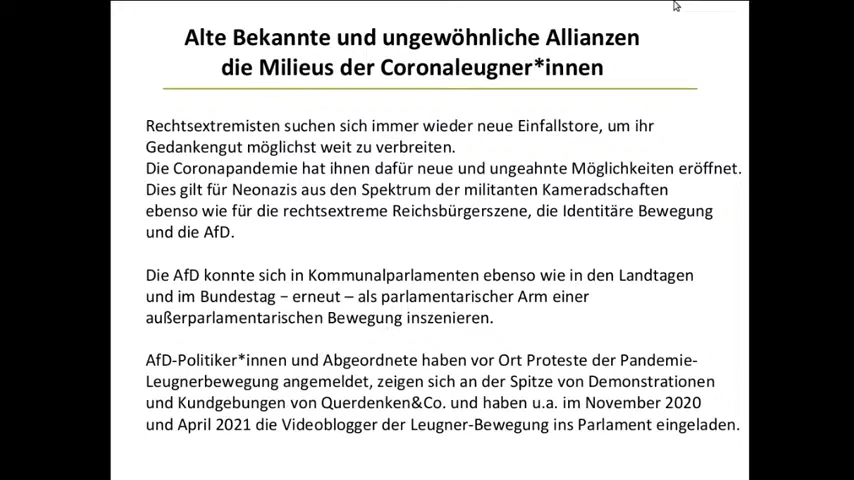 Alte Bekannte und ungewöhnliche Allianzen
die Milieus der Coronaleugner*innen
Rechtsextremisten suchen sich immer wieder neue Einfallstore, um ihr
Gedankengut möglichst weit zu verbreiten.
Die Coronapandemie hat ihnen dafür neue und ungeahnte Möglichkeiten eröffnet.
Dies gilt für Neonazis aus den Spektrum der militanten Kameradschaften
ebenso wie für die rechtsextreme Reichsbürgerszene, die Identitäre Bewegung
und die AfD.
Die AfD konnte sich in Kommunalparlamenten ebenso wie in den Landtagen
und im Bundestag − erneut – als parlamentarischer Arm einer
außerparlamentarischen Bewegung inszenieren.
AfD-Politiker*innen und Abgeordnete haben vor Ort Proteste der Pandemie-
Leugnerbewegung angemeldet, zeigen sich an der Spitze von Demonstrationen
und Kundgebungen von Querdenken&Co. und haben u.a. im November 2020
und April 2021 die Videoblogger der Leugner-Bewegung ins Parlament eingeladen.